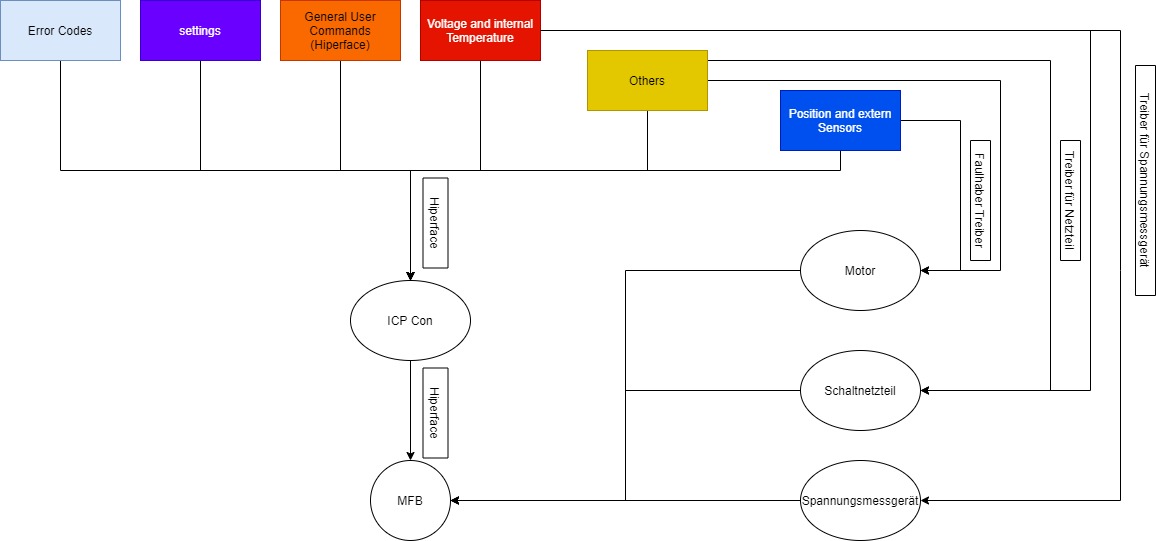 Error Codes
settings
General User
Commands
(Hiperface)
Voltage and internal
Temperature
Others
Position and extern
Sensors
Treiber für Spannungsmessgerät
Faulhaber Treiber
Treiber für Netzteil
Hiperface
Motor
ICP Con
Schaltnetzteil
Hiperface
MFB
Spannungsmessgerät